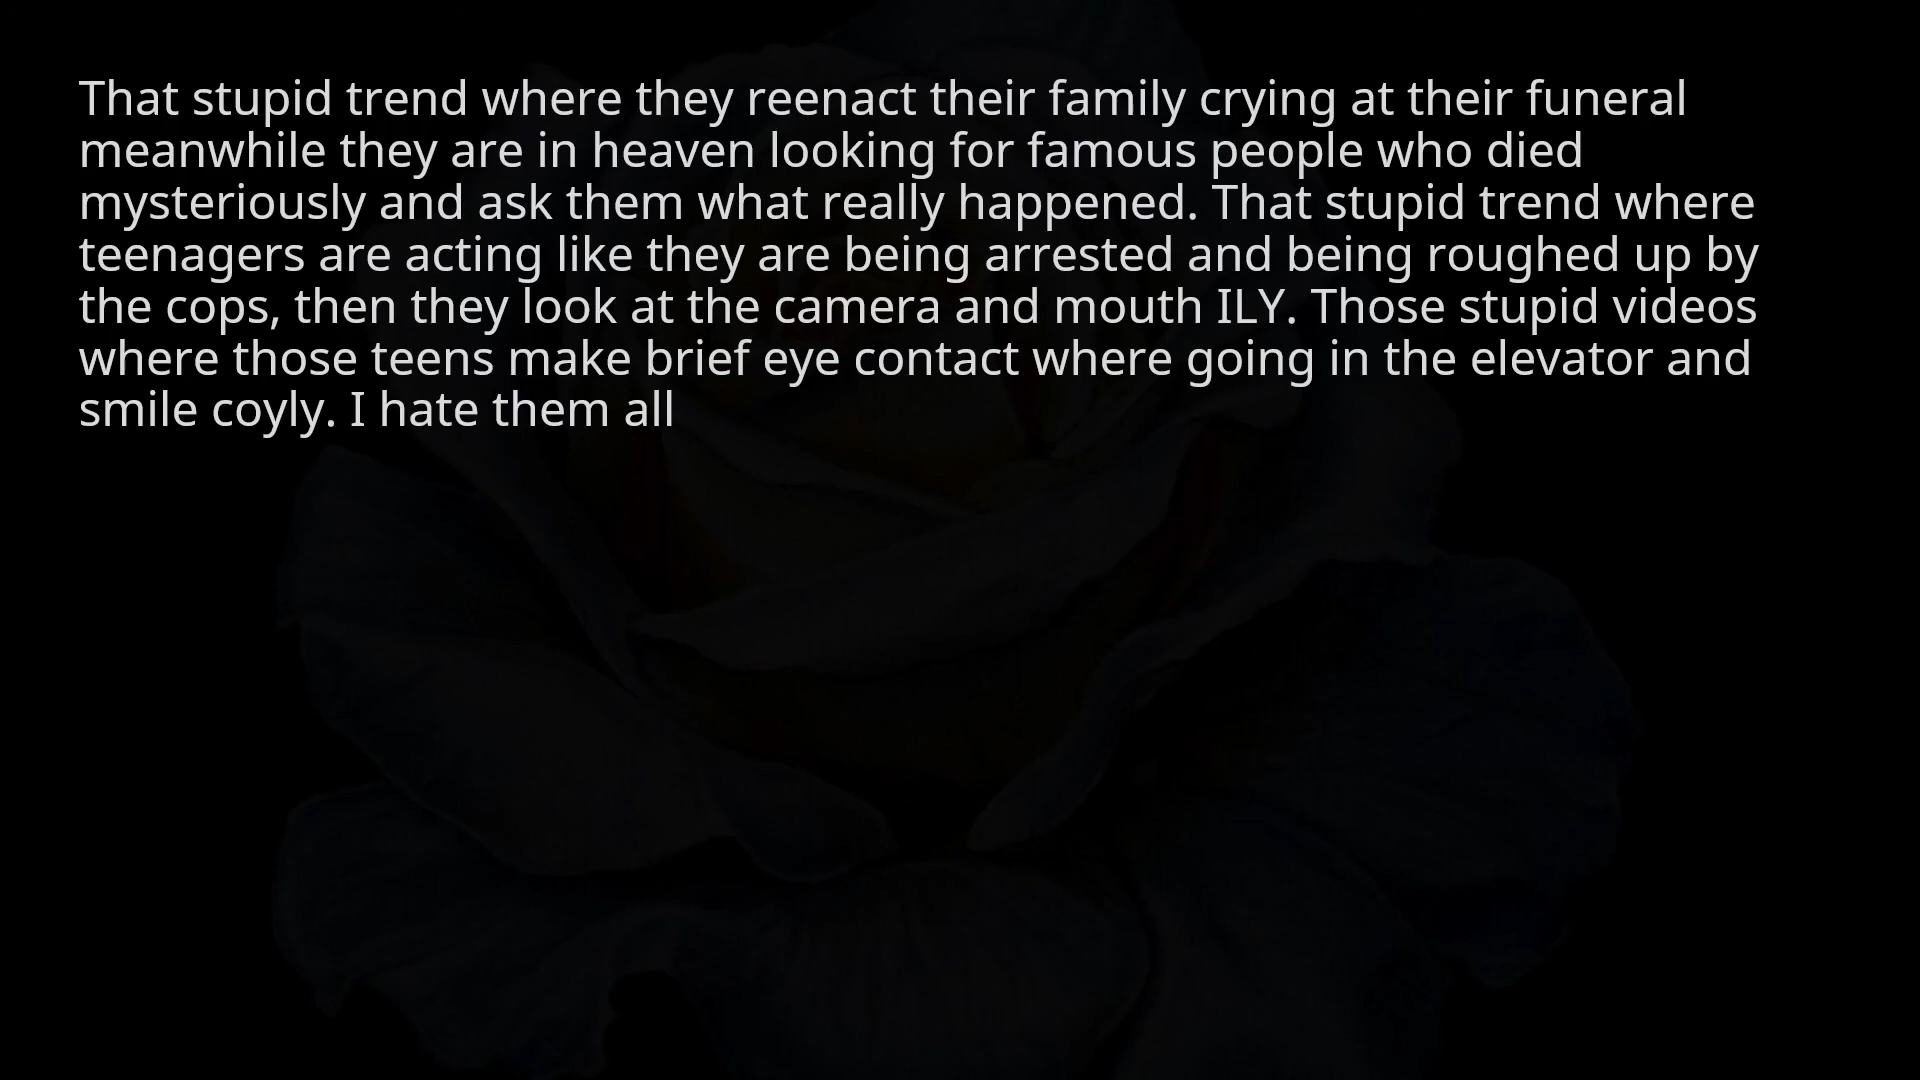 That stupid trend where they reenact their family crying at their funeral
meanwhile they are in heaven looking for famous people who died
mysteriously and ask them what really happened. That stupid trend where
teenagers are acting like they are being arrested and being roughed up by
the cops, then they look at the camera and mouth ILY. Those stupid videos
where those teens make brief eye contact where going in the elevator and
smile coyly. I hate them all